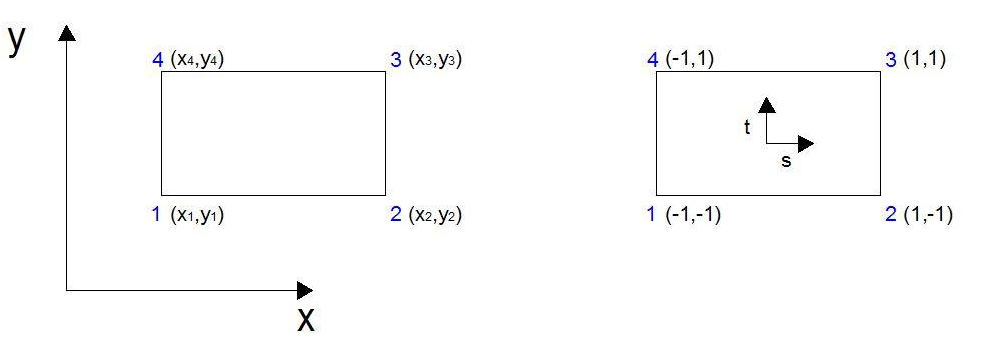 y
4 (x4,y4)
3 (x3,y3)
1 (x1,y1)
2 (x2,y2)
x
4 (-1,1)
3 (1,1)
t
s
1 (-1,-1)
2 (1,-1)